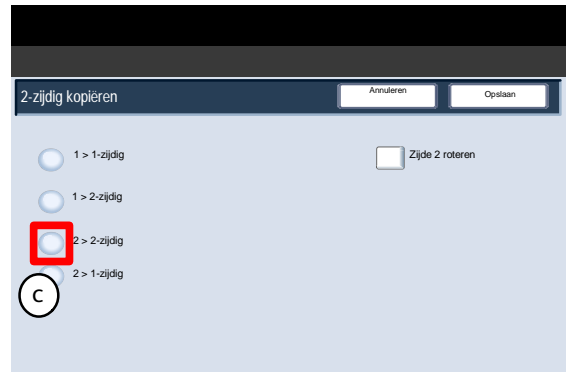 2-zijdig kopiëren
Annuleren
Opslaan
1 > 1-zijdig
Zijde 2 roteren
1 > 2-zijdig
2 > 2-zijdig
2 > 1-zijdig
C